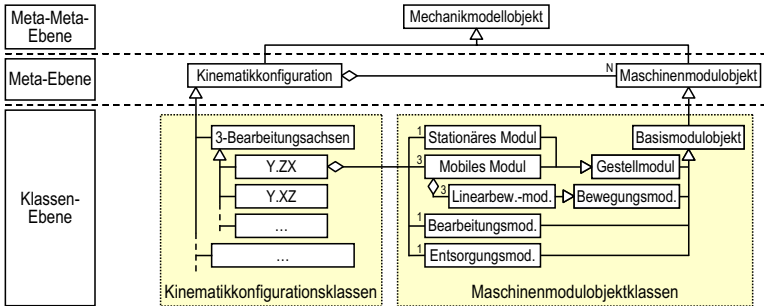 Meta-Meta-
Ebene
Mechanikmodellobjekt
Meta-Ebene
Kinematikkonfiguration
N
Maschinenmodulobjekt
Klassen-
Ebene
3-Bearbeitungsachsen
Y.ZX
Y.XZ
...
...
Kinematikkonfigurationsklassen
1
Stationäres Modul
Basismodulobjekt
3
Mobiles Modul
Gestellmodul
3
Linearbew.-mod.
Bewegungsmod.
1
Bearbeitungsmod.
1
Entsorgungsmod.
Maschinenmodulobjektklassen